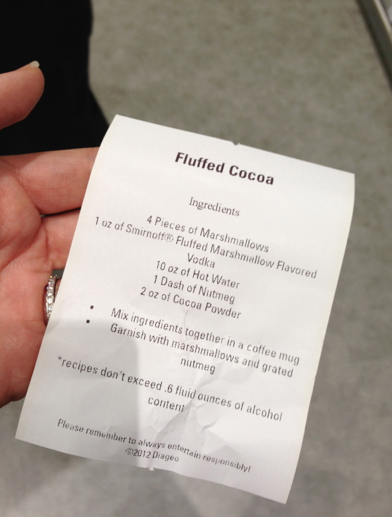 Fluffed Cocoa
Ingredients
4 Pieces of Marshmallows
1 oz of Smirnoff® Fluffed Marshmallow Flavored
Vodka
10 oz of Hot Water
1 Dash of Nutmeg
2 oz of Cocoa Powder
• Mix ingredients together in a coffee mug
• Garnish with marshmallows and grated
nutmeg
*recipes don't exceed .6 fluid ounces of alcohol
content
Please remember to always entertain responsibly!
©2012 Diageo